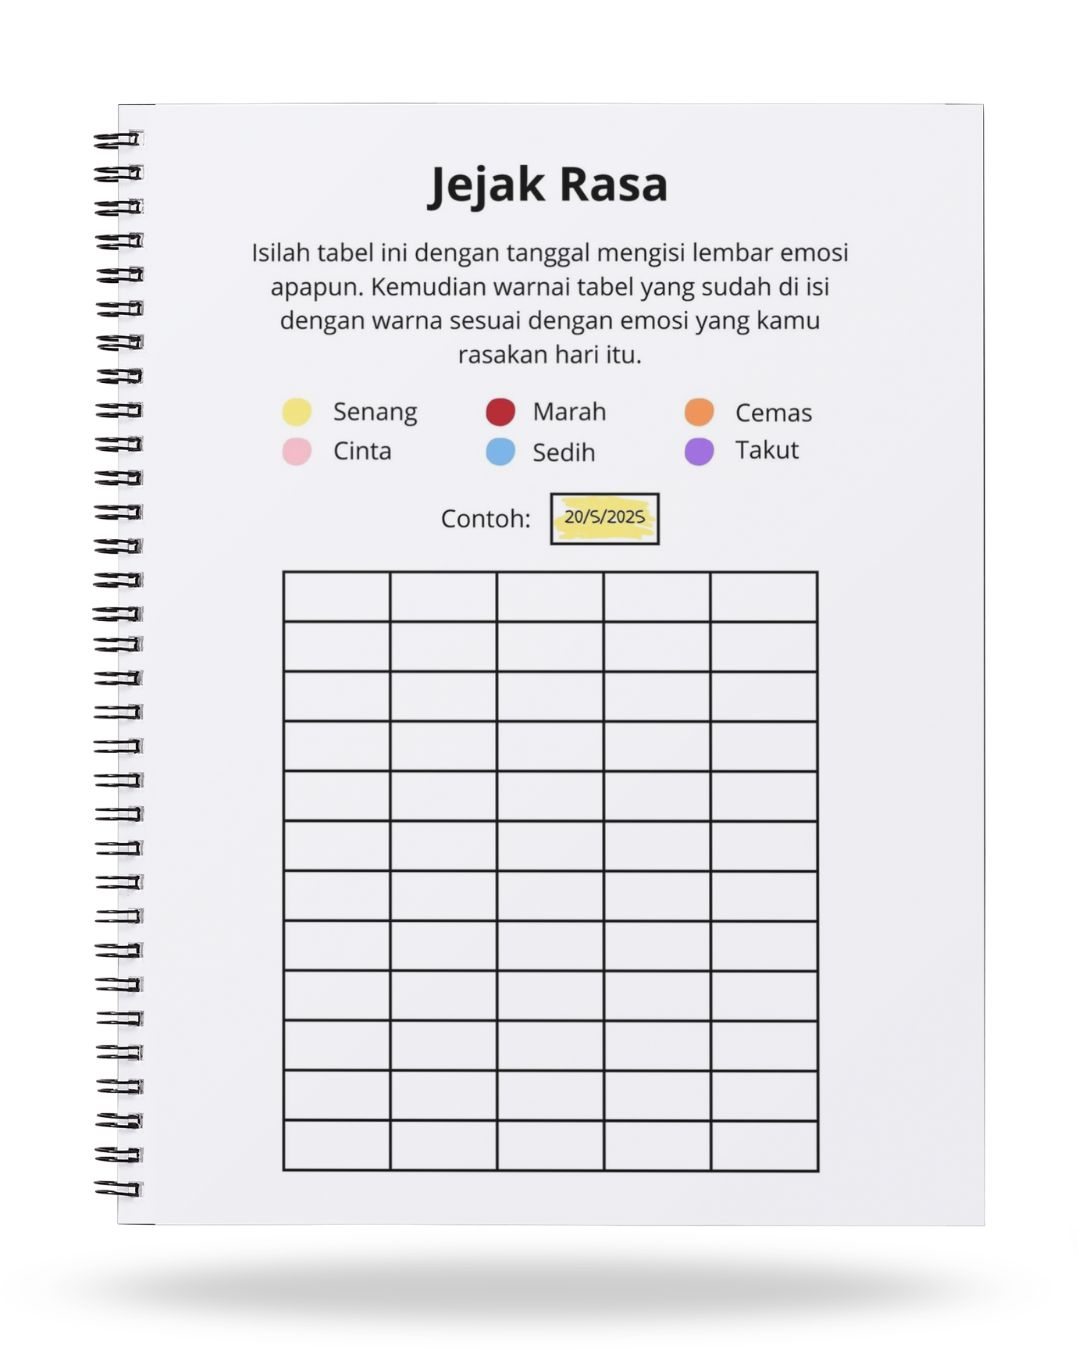 Jejak Rasa
Isilah tabel ini dengan tanggal mengisi lembar emosi
apapun. Kemudian warnai tabel yang sudah di isi
dengan warna sesuai dengan emosi yang kamu
rasakan hari itu.
Senang Marah Cemas
Cinta Sedih Takut
Contoh: 20/5/2025